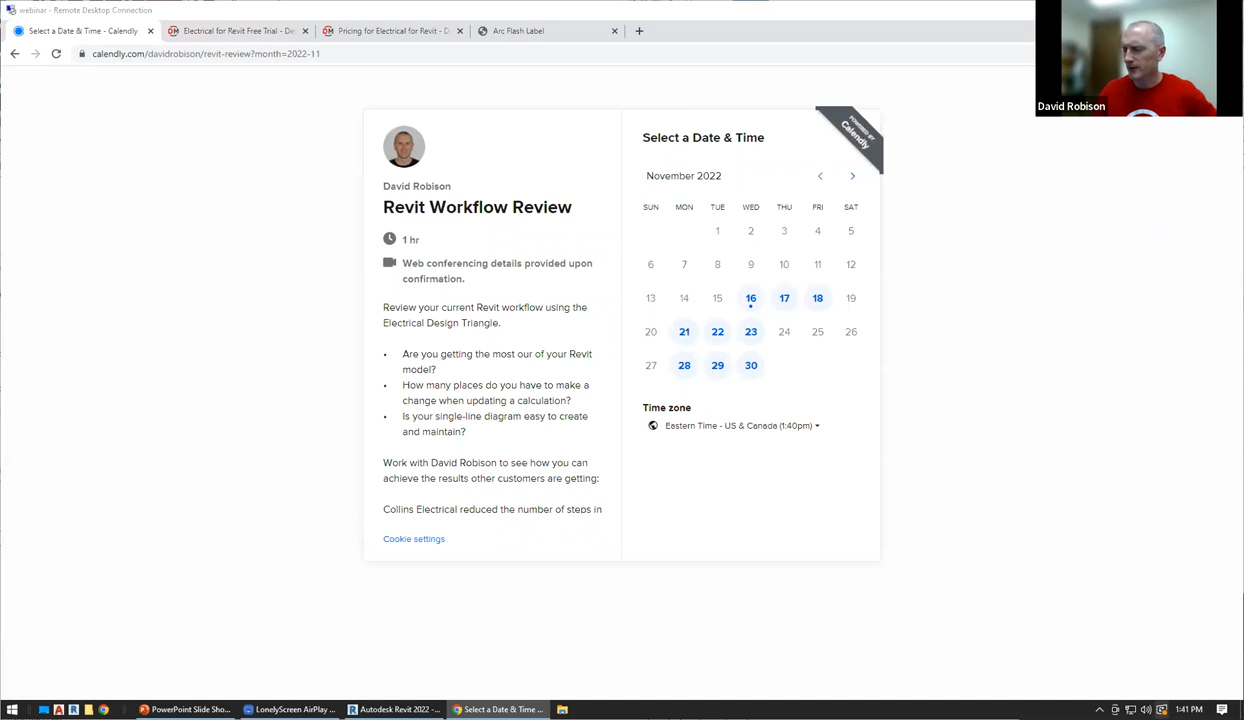 webinar - Remote Desktop Connection
Select a Date & Time - Calendly
Electrical for Revit Free Trial - De
Pricing for Electrical for Revit - D
Arc Flash Label
calendly.com/davidrobison/revit-review?month=2022-11
David Robison
POWERED BY
Calendly
David Robison
Revit Workflow Review
1 hr
Web conferencing details provided upon
confirmation.
Review your current Revit workflow using the
Electrical Design Triangle.
• Are you getting the most our of your Revit
model?
• How many places do you have to make a
change when updating a calculation?
• Is your single-line diagram easy to create
and maintain?
Work with David Robison to see how you can
achieve the results other customers are getting:
Collins Electrical reduced the number of steps in
Cookie settings
Select a Date & Time
November 2022
SUN MON TUE WED THU FRI SAT
1 2 3 4 5
6 7 8 9 10 11 12
13 14 15 16 17 18 19
20 21 22 23 24 25 26
27 28 29 30
Time zone
Eastern Time - US & Canada (1:40pm)
PowerPoint Slide Sho...
LonelyScreen AirPlay ...
Autodesk Revit 2022 -...
Select a Date & Time ...
1:41 PM